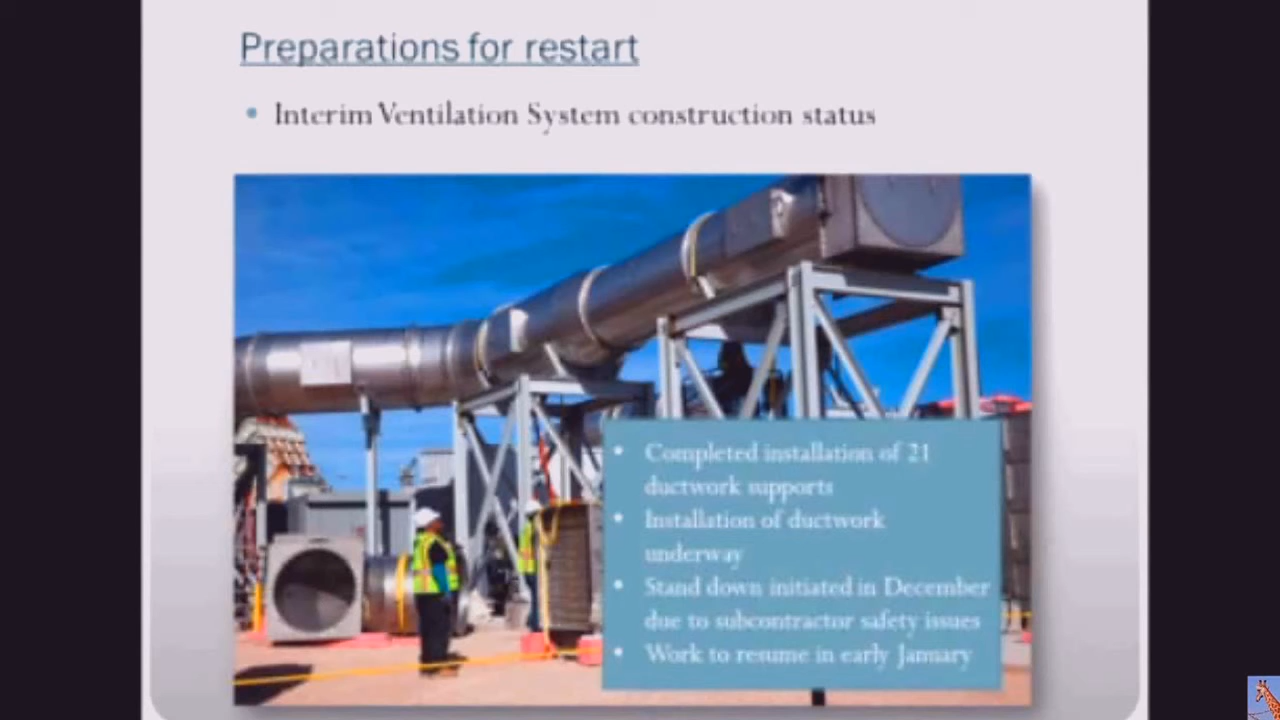 Preparations for restart
• Interim Ventilation System construction status
• Completed installation of 21
ductwork supports
• Installation of ductwork
underway
• Stand down initiated in December
due to subcontractor safety issues
• Work to resume in early January